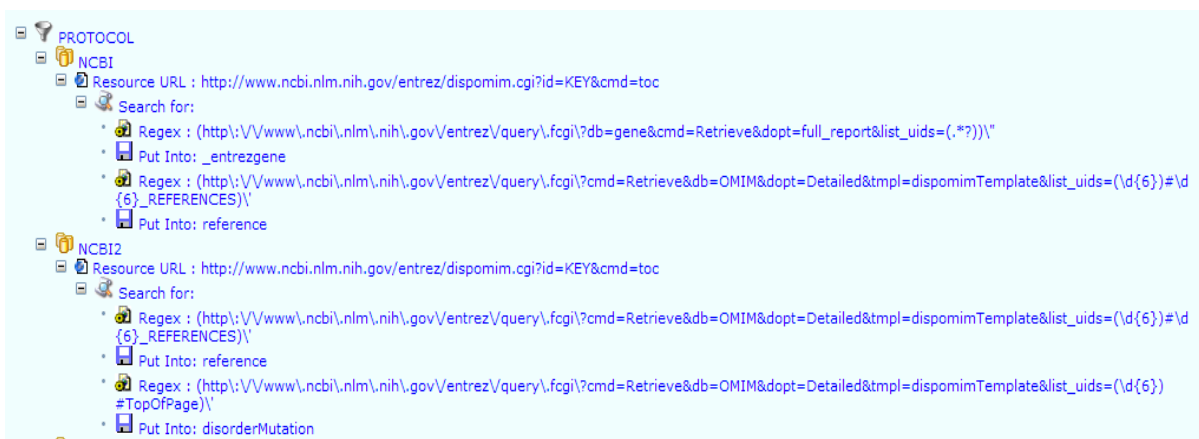 PROTOCOL
NCBI
Resource URL : http://www.ncbi.nlm.nih.gov/entrez/dispomim.cgi?id=KEY&cmd=toc
Search for:
Regex : (http\:\/\/www\.ncbi\.nlm\.nih\.gov\/entrez\/query\.fcgi\?db=gene&cmd=Retrieve&dopt=full_report&list_uids=(.*?))\"
Put Into: _entrezgene
Regex : (http\:\/\/www\.ncbi\.nlm\.nih\.gov\/entrez\/query\.fcgi\?cmd=Retrieve&db=OMIM&dopt=Detailed&tmpl=dispomimTemplate&list_uids=(\d{6})#\d
{6}_REFERENCES)\'
Put Into: reference
NCBI2
Resource URL : http://www.ncbi.nlm.nih.gov/entrez/dispomim.cgi?id=KEY&cmd=toc
Search for:
Regex : (http\:\/\/www\.ncbi\.nlm\.nih\.gov\/entrez\/query\.fcgi\?cmd=Retrieve&db=OMIM&dopt=Detailed&tmpl=dispomimTemplate&list_uids=(\d{6})#\d
{6}_REFERENCES)\'
Put Into: reference
Regex : (http\:\/\/www\.ncbi\.nlm\.nih\.gov\/entrez\/query\.fcgi\?cmd=Retrieve&db=OMIM&dopt=Detailed&tmpl=dispomimTemplate&list_uids=(\d{6})
#TopOfPage)\'
Put Into: disorderMutation